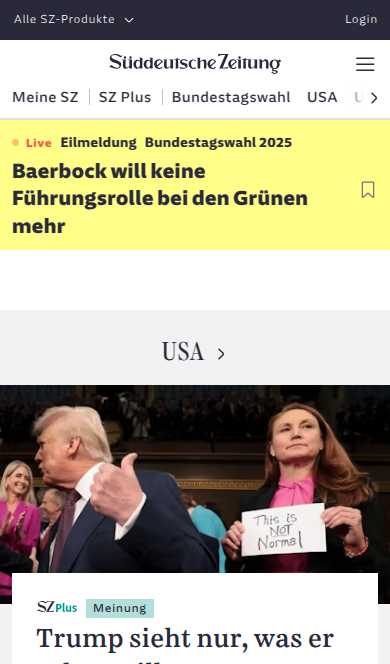 Alle SZ-Produkte
Login
Süddeutsche Zeitung
Meine SZ
SZ Plus
Bundestagswahl
USA
Live Eilmeldung Bundestagswahl 2025
Baerbock will keine
Führungsrolle bei den Grünen
mehr
USA
This is
NOT
Normal
SZ Plus Meinung
Trump sieht nur, was er